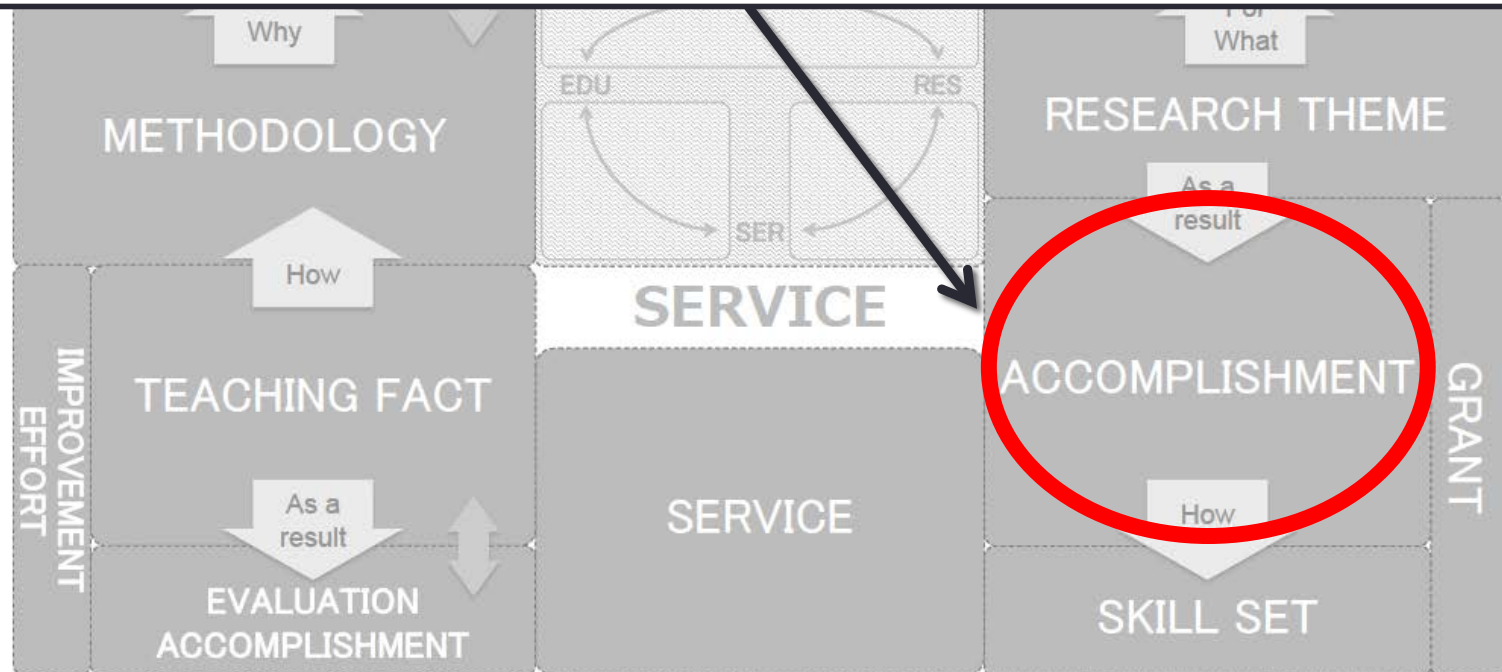 Why
METHODOLOGY
How
IMPROVEMENT
EFFORT
TEACHING FACT
As a
result
EVALUATION
ACCOMPLISHMENT
EDU
RES
SER
SERVICE
SERVICE
For
What
RESEARCH THEME
As a
result
ACCOMPLISHMENT
GRANT
How
SKILL SET